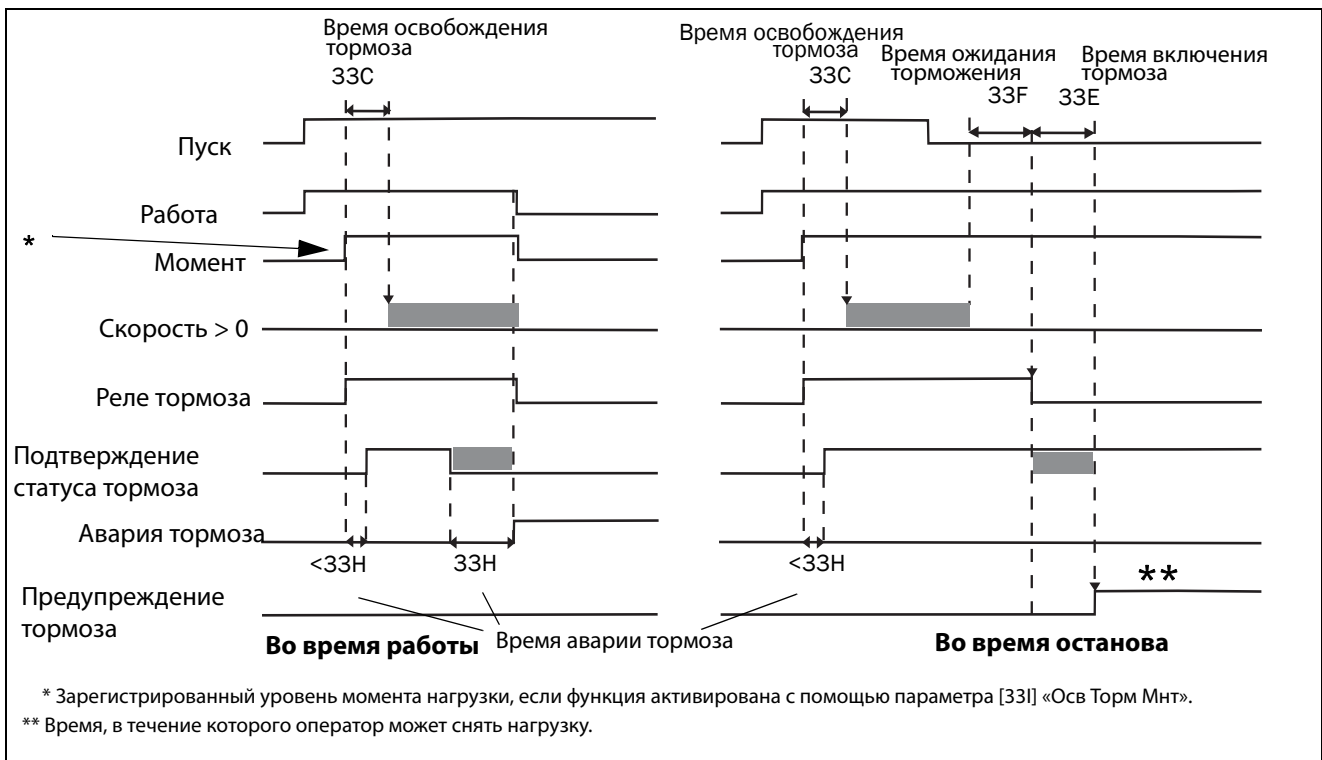 Время освобождения
тормоза
33C
Время освобождения
тормоза
33C
Время ожидания
торможения
33F
Время включения
тормоза
33E
Пуск
Работа
*
Момент
Скорость > 0
Реле тормоза
Подтверждение
статуса тормоза
Авария тормоза
<33H
33H
<33H
**
Предупреждение
тормоза
Во время работы
Время аварии тормоза
Во время останова
* Зарегистрированный уровень момента нагрузки, если функция активирована с помощью параметра [33I] «Осв Торм Мнт».
** Время, в течение которого оператор может снять нагрузку.